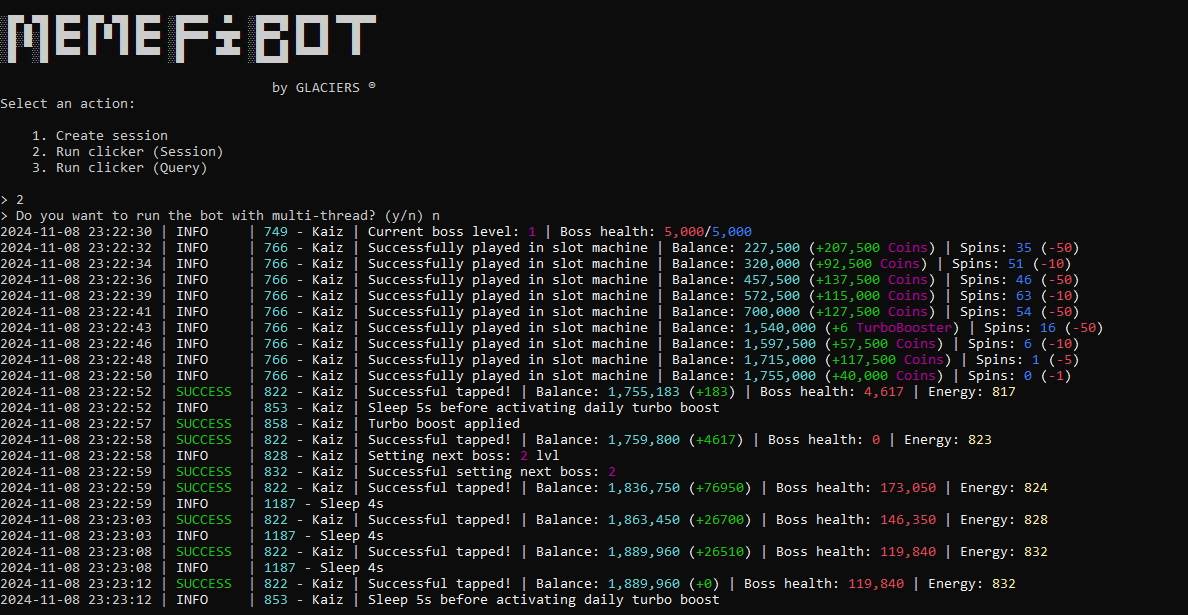 MEMEFiBOT
by GLACIERS ®
Select an action:
1. Create session
2. Run clicker (Session)
3. Run clicker (Query)
> 2
> Do you want to run the bot with multi-thread? (y/n) n
2024-11-08 23:22:30 | INFO | 749 - Kaiz | Current boss level: 1 | Boss health: 5,000/5,000
2024-11-08 23:22:32 | INFO | 766 - Kaiz | Successfully played in slot machine | Balance: 227,500 (+207,500 Coins) | Spins: 35 (-50)
2024-11-08 23:22:34 | INFO | 766 - Kaiz | Successfully played in slot machine | Balance: 320,000 (+92,500 Coins) | Spins: 51 (-10)
2024-11-08 23:22:36 | INFO | 766 - Kaiz | Successfully played in slot machine | Balance: 457,500 (+137,500 Coins) | Spins: 46 (-50)
2024-11-08 23:22:39 | INFO | 766 - Kaiz | Successfully played in slot machine | Balance: 572,500 (+115,000 Coins) | Spins: 63 (-10)
2024-11-08 23:22:41 | INFO | 766 - Kaiz | Successfully played in slot machine | Balance: 700,000 (+127,500 Coins) | Spins: 54 (-50)
2024-11-08 23:22:43 | INFO | 766 - Kaiz | Successfully played in slot machine | Balance: 1,540,000 (+6 TurboBooster) | Spins: 16 (-50)
2024-11-08 23:22:46 | INFO | 766 - Kaiz | Successfully played in slot machine | Balance: 1,597,500 (+57,500 Coins) | Spins: 6 (-10)
2024-11-08 23:22:48 | INFO | 766 - Kaiz | Successfully played in slot machine | Balance: 1,715,000 (+117,500 Coins) | Spins: 1 (-5)
2024-11-08 23:22:50 | INFO | 766 - Kaiz | Successfully played in slot machine | Balance: 1,755,000 (+40,000 Coins) | Spins: 0 (-1)
2024-11-08 23:22:52 | SUCCESS | 822 - Kaiz | Successful tapped! | Balance: 1,755,183 (+183) | Boss health: 4,617 | Energy: 817
2024-11-08 23:22:52 | INFO | 853 - Kaiz | Sleep 5s before activating daily turbo boost
2024-11-08 23:22:57 | SUCCESS | 858 - Kaiz | Turbo boost applied
2024-11-08 23:22:58 | SUCCESS | 822 - Kaiz | Successful tapped! | Balance: 1,759,800 (+4617) | Boss health: 0 | Energy: 823
2024-11-08 23:22:58 | INFO | 828 - Kaiz | Setting next boss: 2 lvl
2024-11-08 23:22:59 | SUCCESS | 832 - Kaiz | Successful setting next boss: 2
2024-11-08 23:22:59 | SUCCESS | 822 - Kaiz | Successful tapped! | Balance: 1,836,750 (+76950) | Boss health: 173,050 | Energy: 824
2024-11-08 23:22:59 | INFO | 1187 - Sleep 4s
2024-11-08 23:23:03 | SUCCESS | 822 - Kaiz | Successful tapped! | Balance: 1,863,450 (+26700) | Boss health: 146,350 | Energy: 828
2024-11-08 23:23:03 | INFO | 1187 - Sleep 4s
2024-11-08 23:23:08 | SUCCESS | 822 - Kaiz | Successful tapped! | Balance: 1,889,960 (+26510) | Boss health: 119,840 | Energy: 832
2024-11-08 23:23:08 | INFO | 1187 - Sleep 4s
2024-11-08 23:23:12 | SUCCESS | 822 - Kaiz | Successful tapped! | Balance: 1,889,960 (+0) | Boss health: 119,840 | Energy: 832
2024-11-08 23:23:12 | INFO | 853 - Kaiz | Sleep 5s before activating daily turbo boost